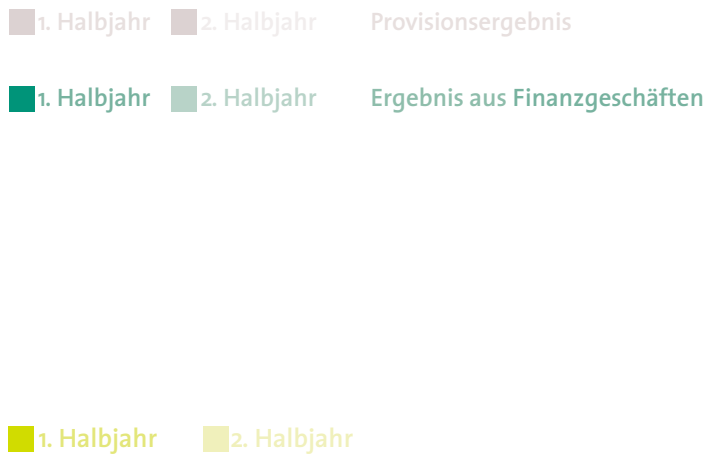 1. Halbjahr 2. Halbjahr Provisionsergebnis
1. Halbjahr 2. Halbjahr Ergebnis aus Finanzgeschäften
1. Halbjahr 2. Halbjahr